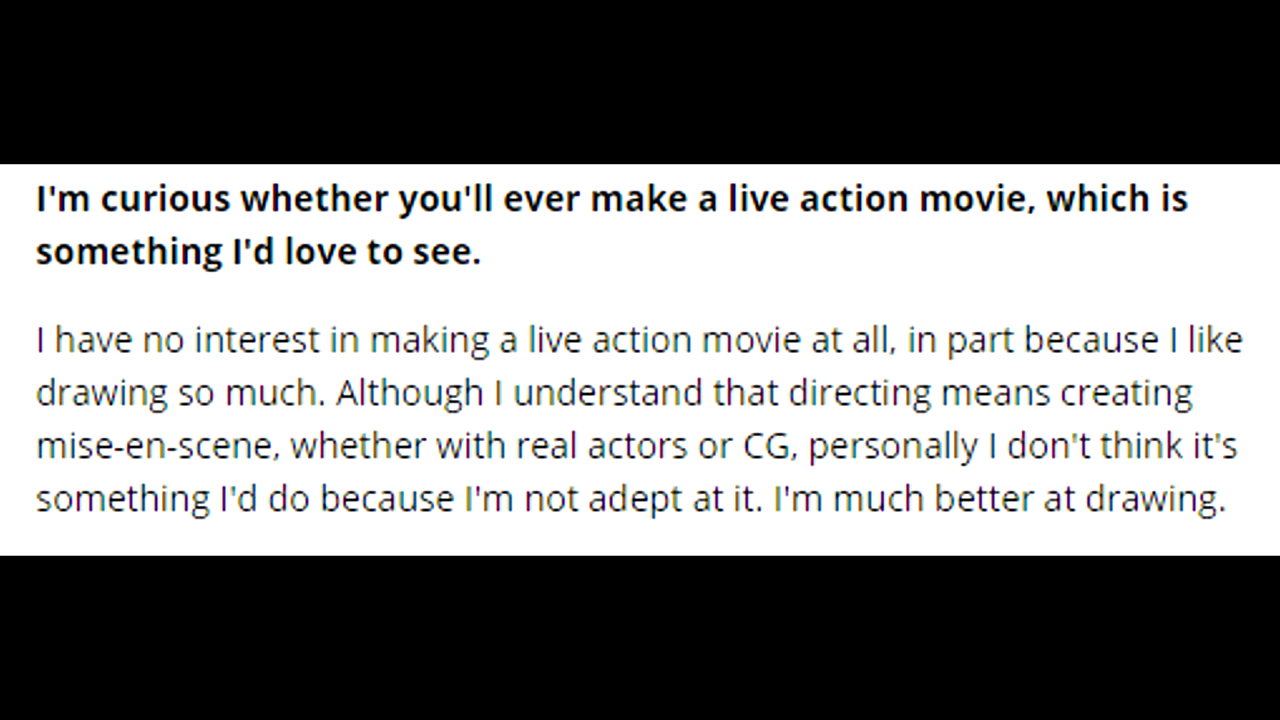 I'm curious whether you'll ever make a live action movie, which is
something I'd love to see.
I have no interest in making a live action movie at all, in part because I like
drawing so much. Although I understand that directing means creating
mise-en-scene, whether with real actors or CG, personally I don't think it's
something I'd do because I'm not adept at it. I'm much better at drawing.